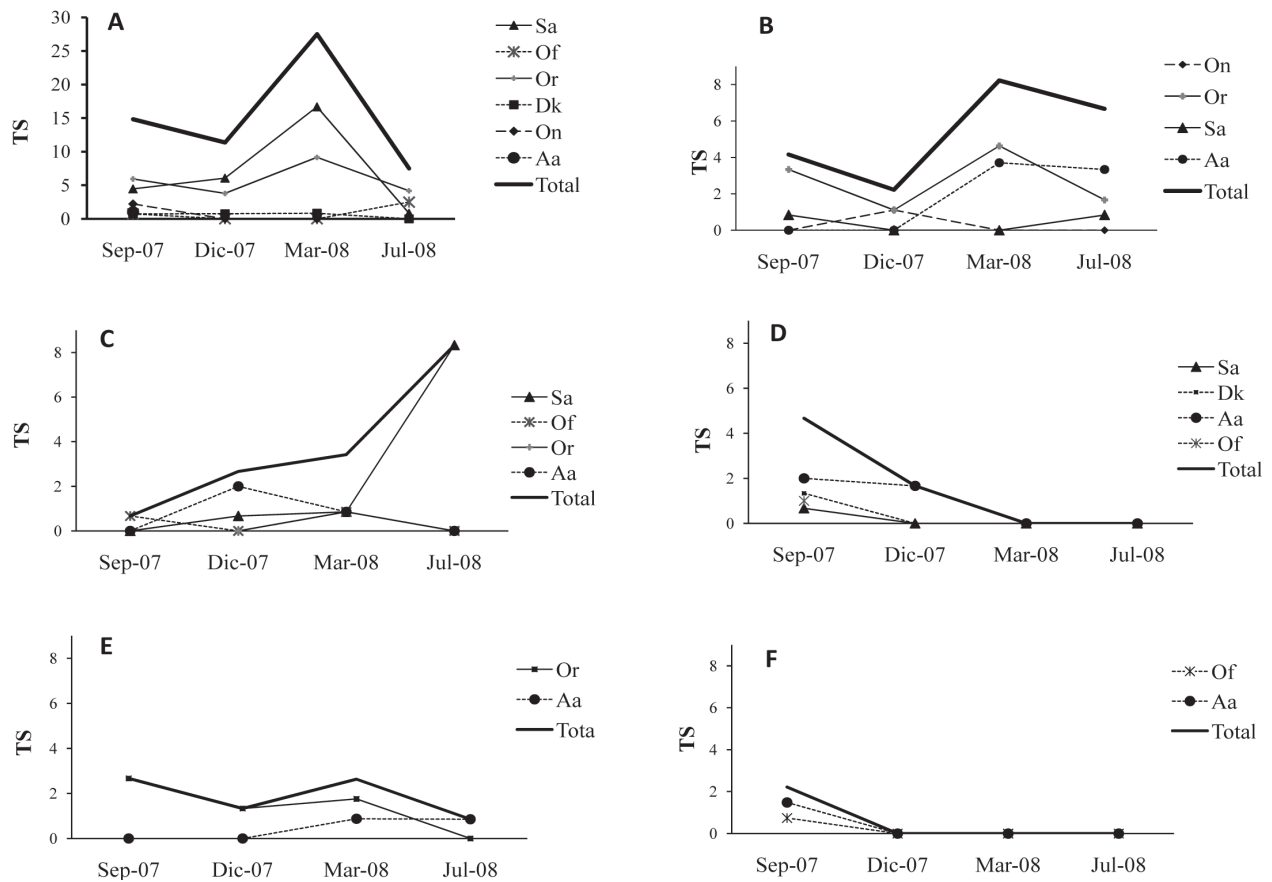 A
30
25
20
15
10
5
0
TS
Sep-07 Dic-07 Mar-08 Jul-08
Sa
Of
Or
Dk
On
Aa
Total
B
8
6
4
2
0
TS
Sep-07 Dic-07 Mar-08 Jul-08
On
Or
Sa
Aa
Total
C
8
6
4
2
0
TS
Sep-07 Dic-07 Mar-08 Jul-08
Sa
Of
Or
Aa
Total
D
8
6
4
2
0
TS
Sep-07 Dic-07 Mar-08 Jul-08
Sa
Dk
Aa
Of
Total
E
8
6
4
2
0
TS
Sep-07 Dic-07 Mar-08 Jul-08
Or
Aa
Tota
F
8
6
4
2
0
TS
Sep-07 Dic-07 Mar-08 Jul-08
Of
Aa
Total